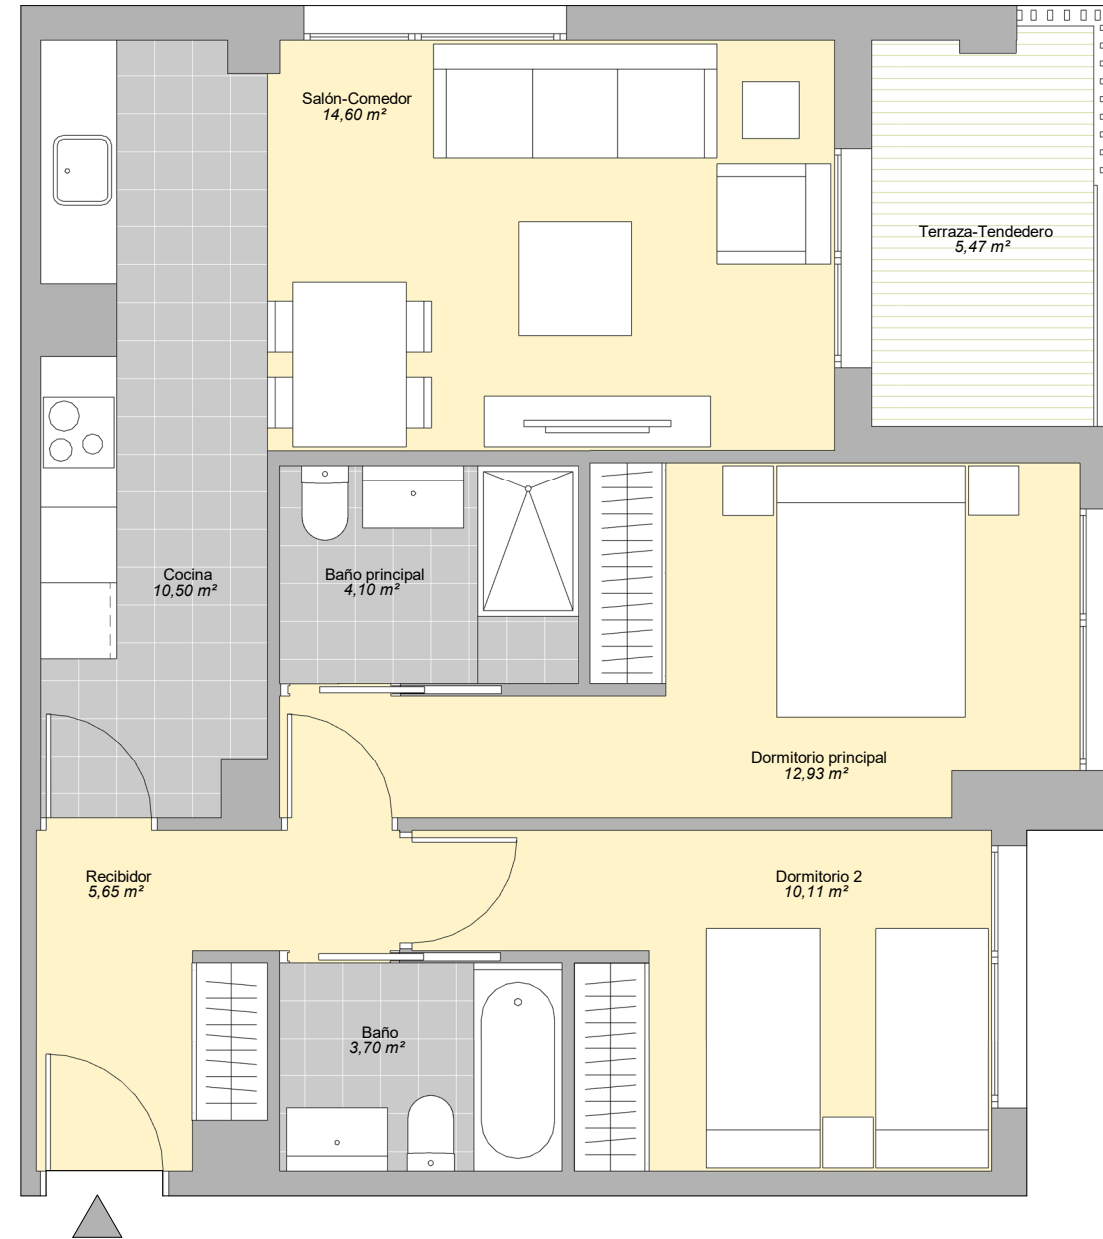 Salón-Comedor
14,60 m²
Terraza-Tendedero
5,47 m²
Cocina
10,50 m²
Baño principal
4,10 m²
Dormitorio principal
12,93 m²
Recibidor
5,65 m²
Dormitorio 2
10,11 m²
Baño
3,70 m²